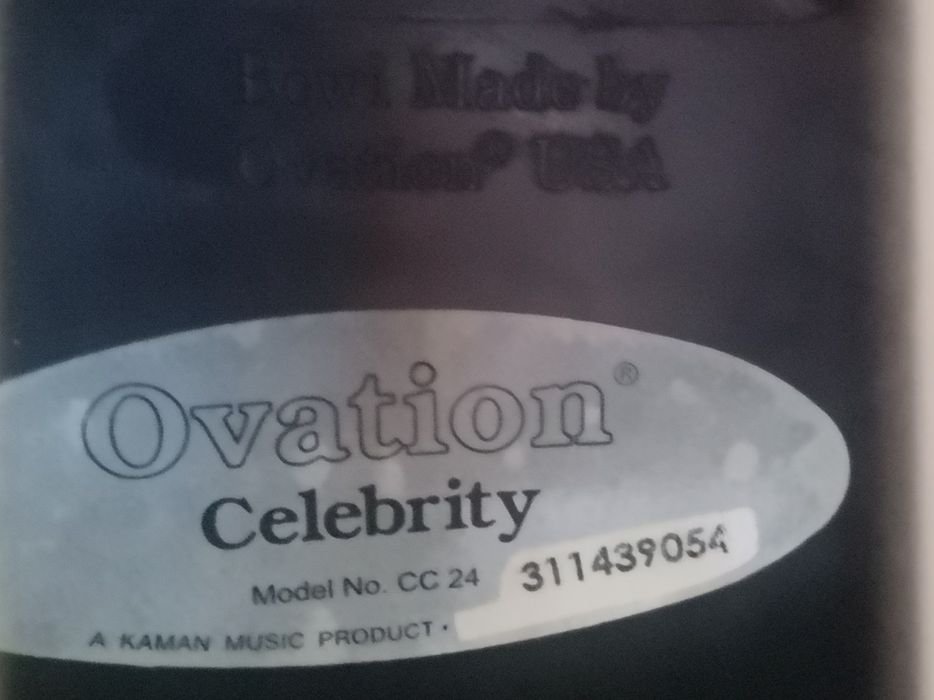 Bowl Made by
Ovation® USA
Ovation®
Celebrity
Model No. CC 24 311439054
A KAMAN MUSIC PRODUCT •